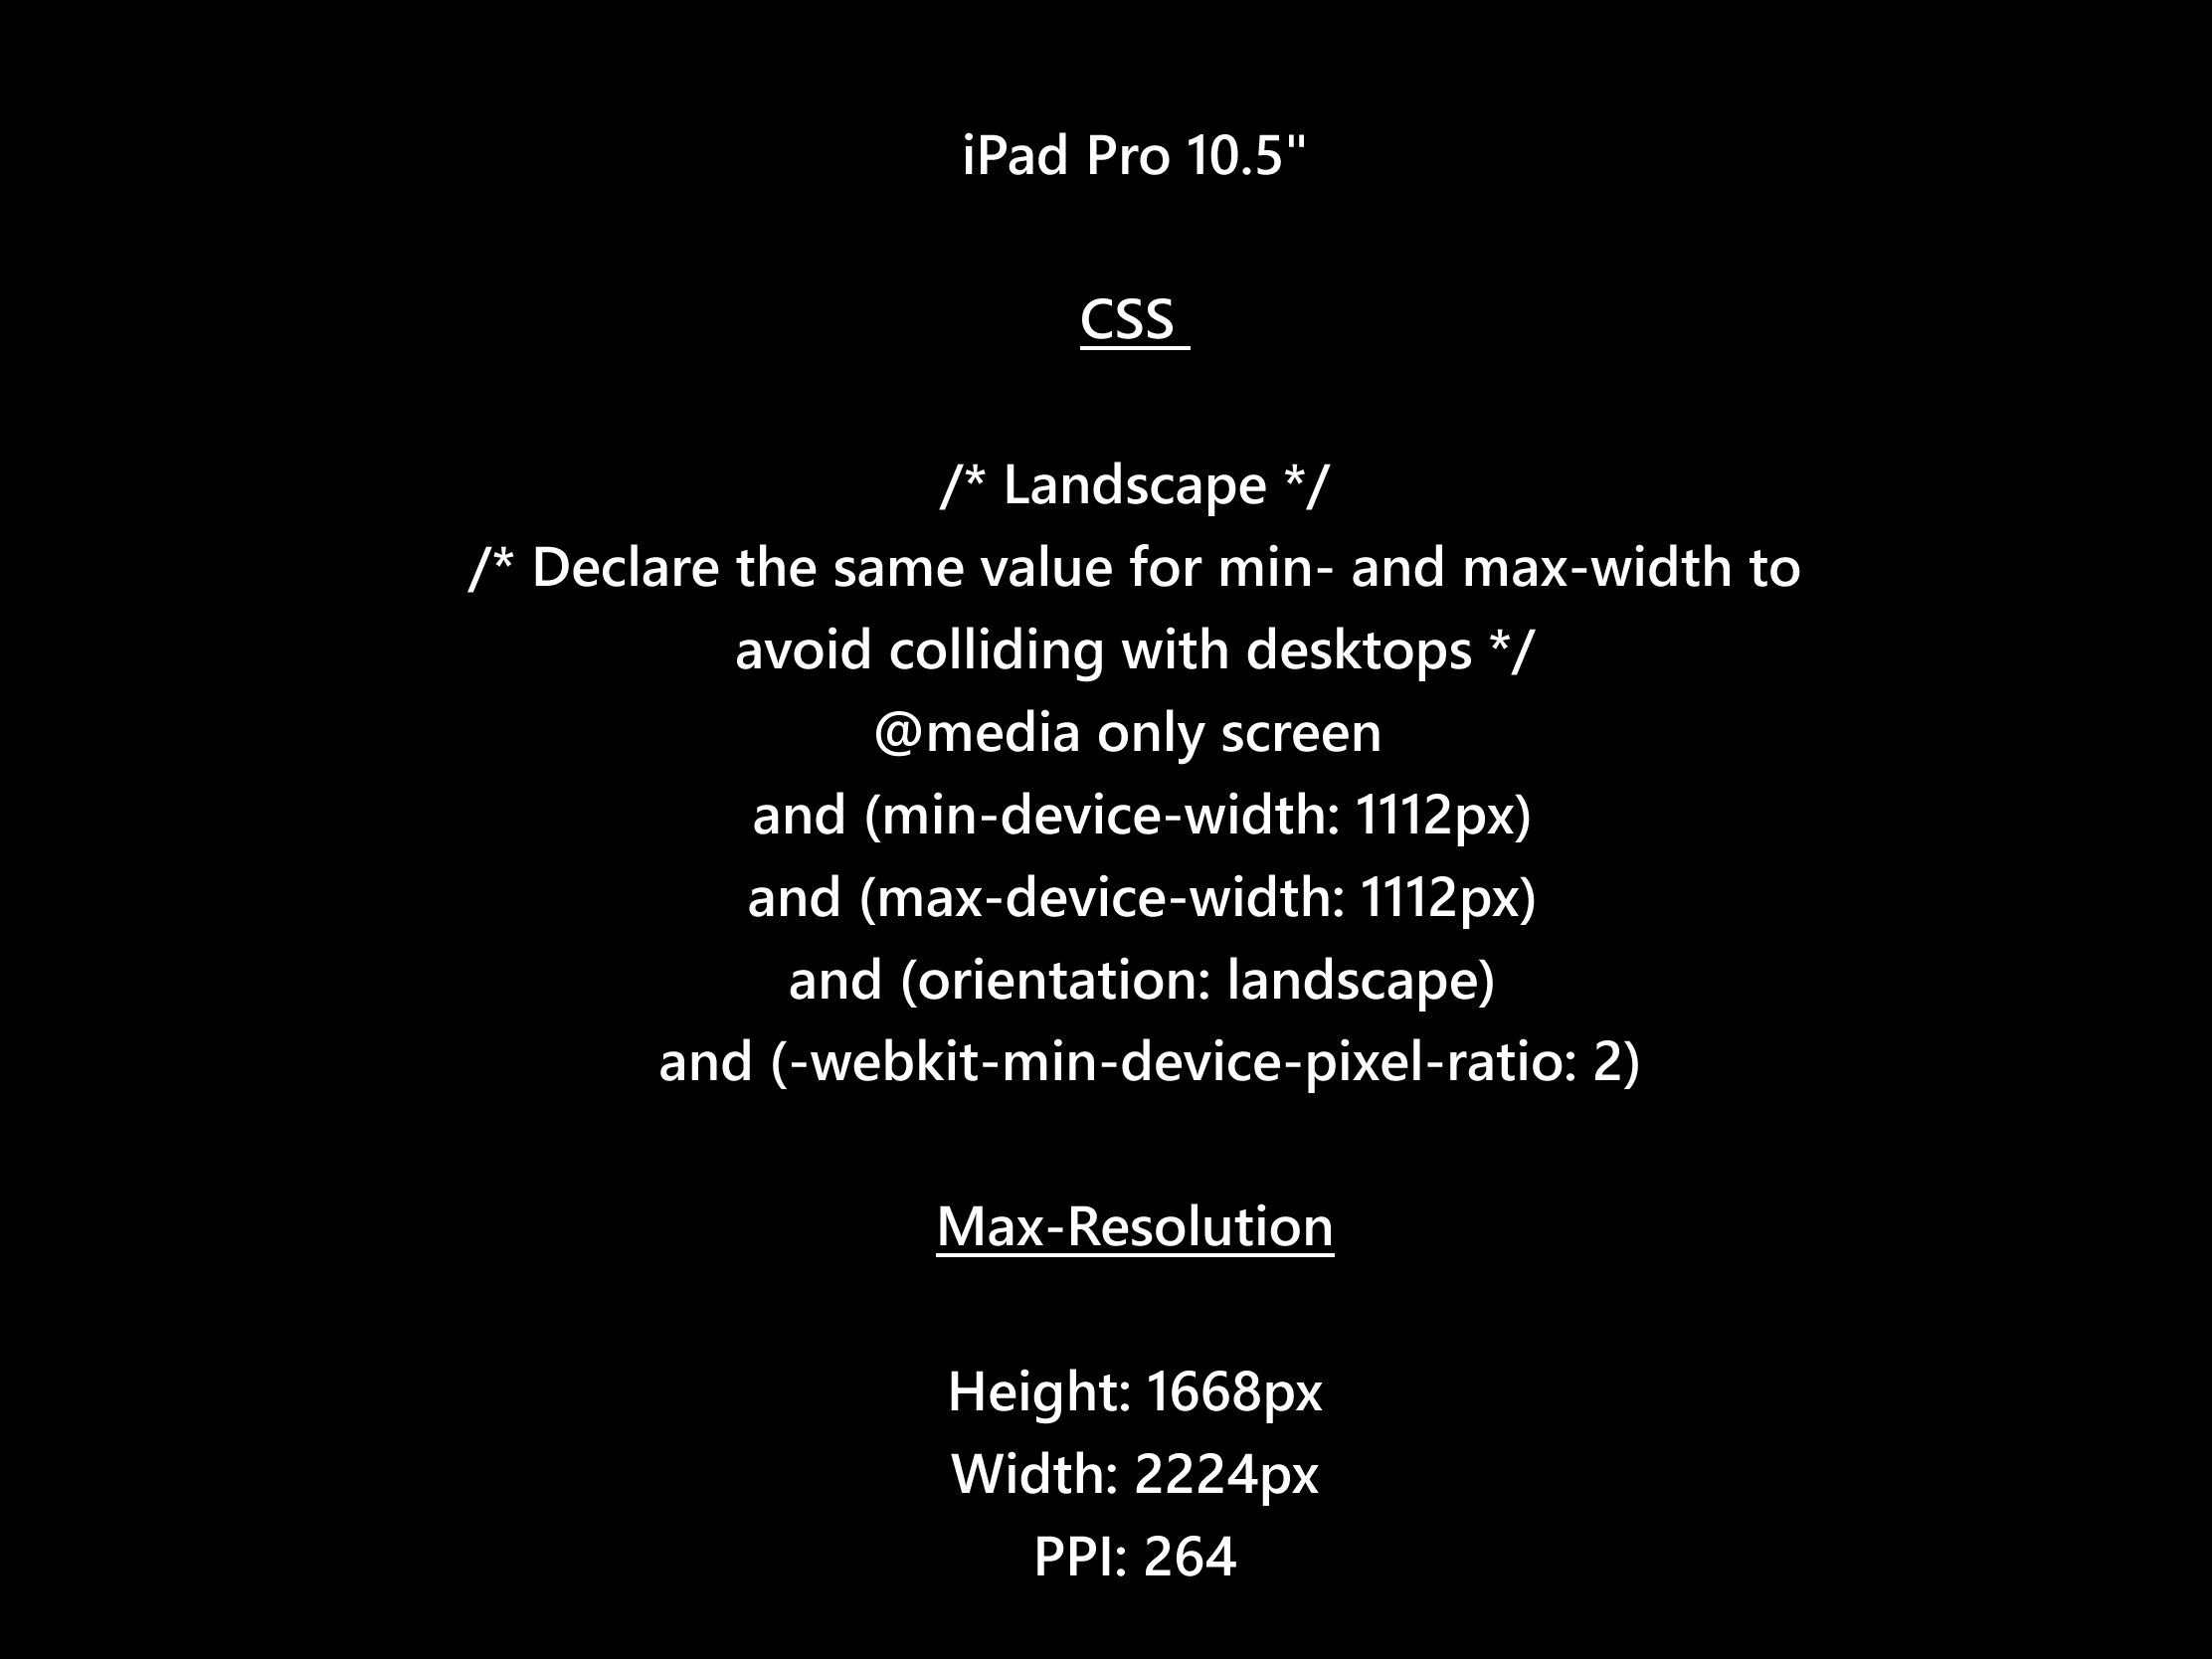 iPad Pro 10.5"
CSS
/* Landscape */
/* Declare the same value for min- and max-width to
avoid colliding with desktops */
@media only screen
and (min-device-width: 1112px)
and (max-device-width: 1112px)
and (orientation: landscape)
and (-webkit-min-device-pixel-ratio: 2)
Max-Resolution
Height: 1668px
Width: 2224px
PPI: 264